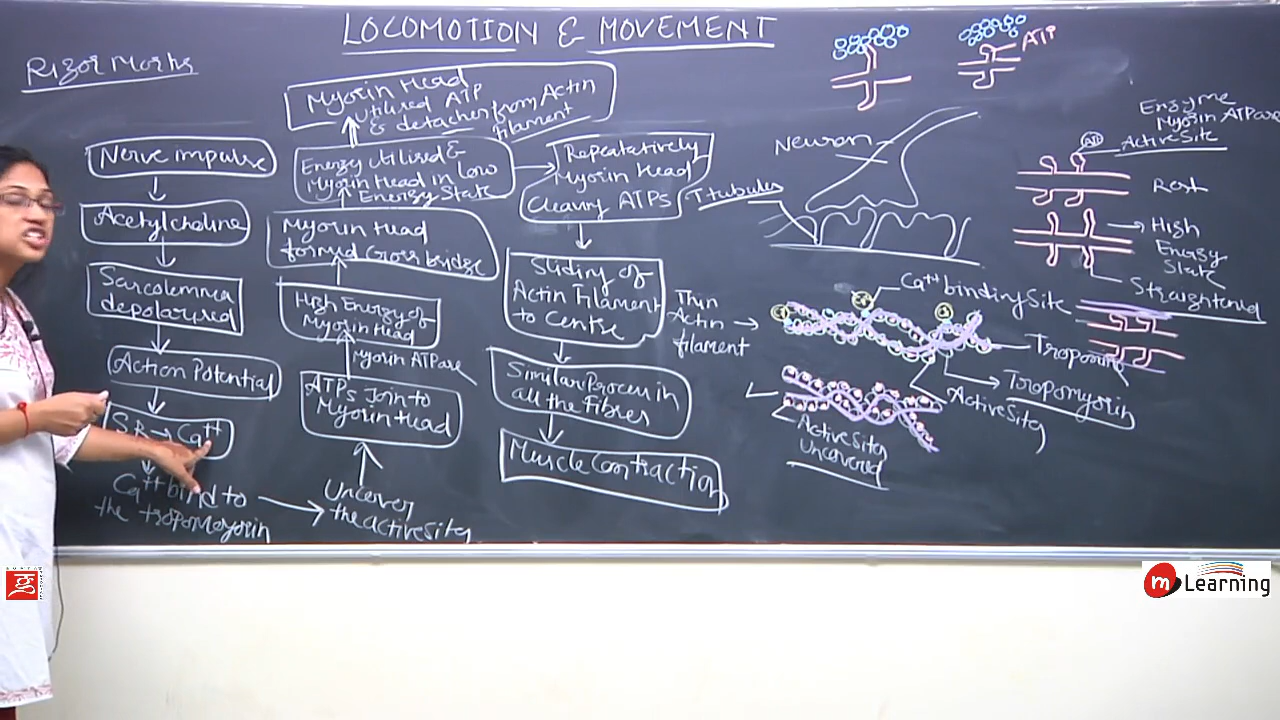 LOCOMOTION & MOVEMENT
Rigor Mortis
Nerve impulse
Acetylcholine
Sarcolemma
depolarised
Action Potential
S.R → Ca++
Ca++ bind to
the tropomyosin
Uncover
the active sites
ATPs Join to
Myosin Head
Myosin ATPase
High Energy of
Myosin Head
Myosin Head
formed Cross bridge
Energy Utilised &
Myosin Head in Low
Energy State
Myosin Head
Utilised ATP
& detaches from Actin
filament
Repeatatively
Myosin Head
Cleaving ATPs
Sliding of
Actin Filament
to Centre
Similar Process in
all the Fibres
Muscle Contraction
ATP
Neuron
T tubules
Enzyme
Myosin ATPase
Active Site
Rest
High
Energy
State
Straightened
Ca++ binding Site
Thin
Actin
filament
Troponin
Tropomyosin
Active Sites
Active Sites
Uncovered
m Learning